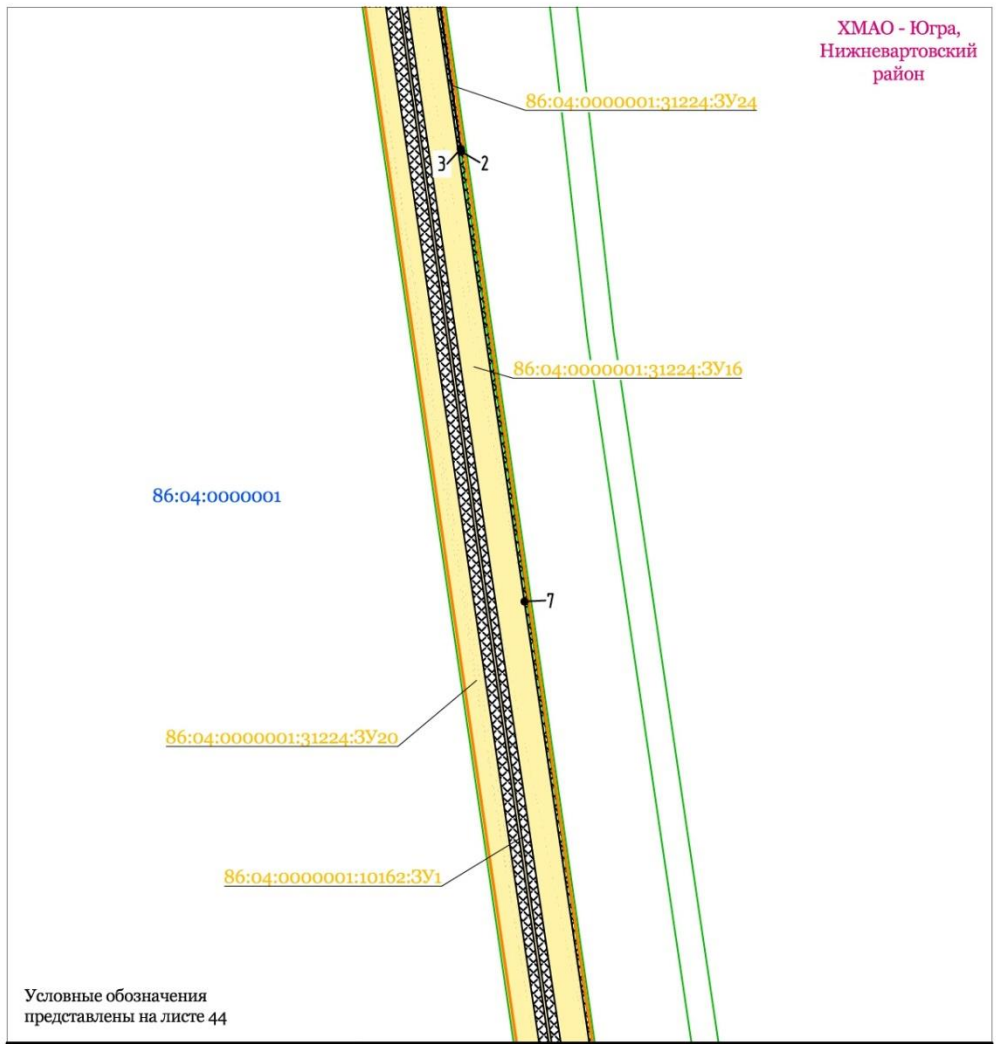 ХМАО - Югра,
Нижневартовский
район
86:04:0000001:31224:ЗУ24
3
2
86:04:0000001:31224:ЗУ16
86:04:0000001
7
86:04:0000001:31224:ЗУ20
86:04:0000001:10162:ЗУ1
Условные обозначения
представлены на листе 44